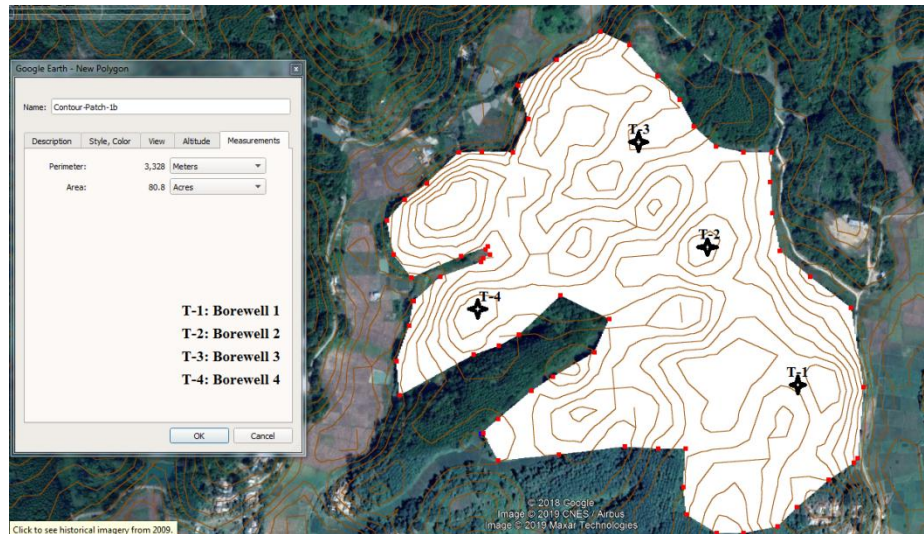 Google Earth - New Polygon
Name: Contour-Patch-1b
Description Style, Color View Altitude Measurements
Perimeter: 3,328 Meters
Area: 80.8 Acres
T-1: Borewell 1
T-2: Borewell 2
T-3: Borewell 3
T-4: Borewell 4
OK Cancel
T-3
T-2
T-4
T-1
© 2018 Google
Image © 2019 CNES / Airbus
Image © 2019 Maxar Technologies
Click to see historical imagery from 2009.